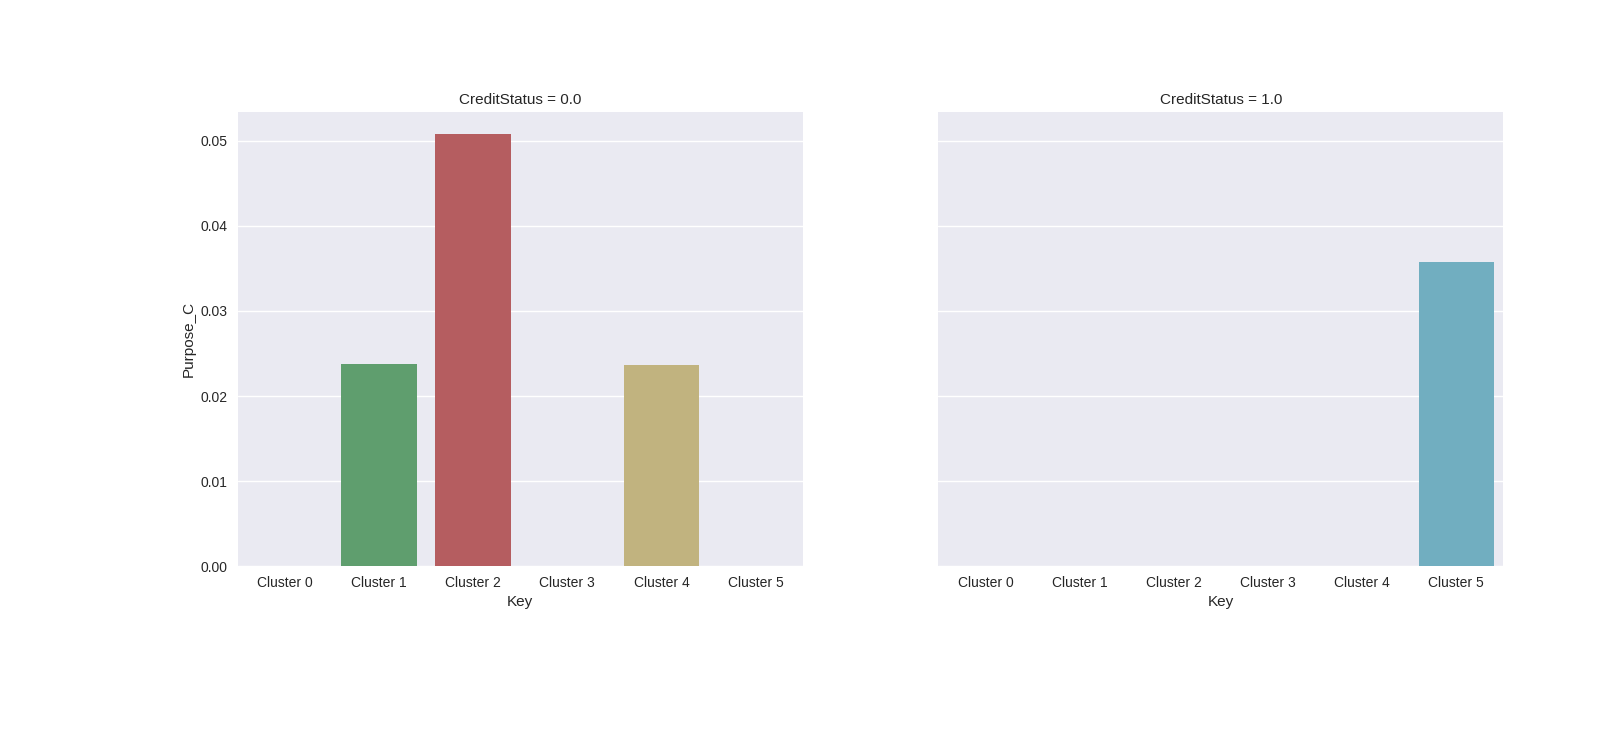 CreditStatus = 0.0
Purpose_C
0.05
0.04
0.03
0.02
0.01
0.00
Cluster 0 Cluster 1 Cluster 2 Cluster 3 Cluster 4 Cluster 5
Key
CreditStatus = 1.0
Cluster 0 Cluster 1 Cluster 2 Cluster 3 Cluster 4 Cluster 5
Key